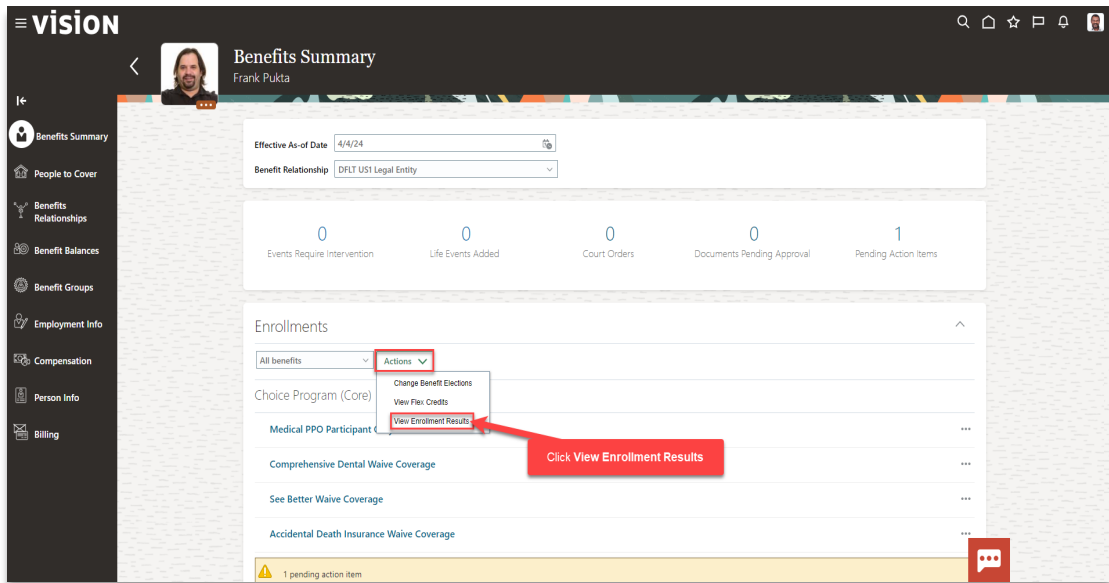 vision
Benefits Summary
Frank Pukta
Benefits Summary
People to Cover
Benefits
Relationships
Benefit Balances
Benefit Groups
Employment Info
Compensation
Person Info
Billing
Effective As-of Date 4/4/24
Benefit Relationship DFLT US1 Legal Entity
0 0 0 0 1
Events Require Intervention Life Events Added Court Orders Documents Pending Approval Pending Action Items
Enrollments
All benefits Actions
Change Benefit Elections
View Flex Credits
View Enrollment Results
Choice Program (Core)
Medical PPO Participant
Click View Enrollment Results
Comprehensive Dental Waive Coverage
See Better Waive Coverage
Accidental Death Insurance Waive Coverage
1 pending action item